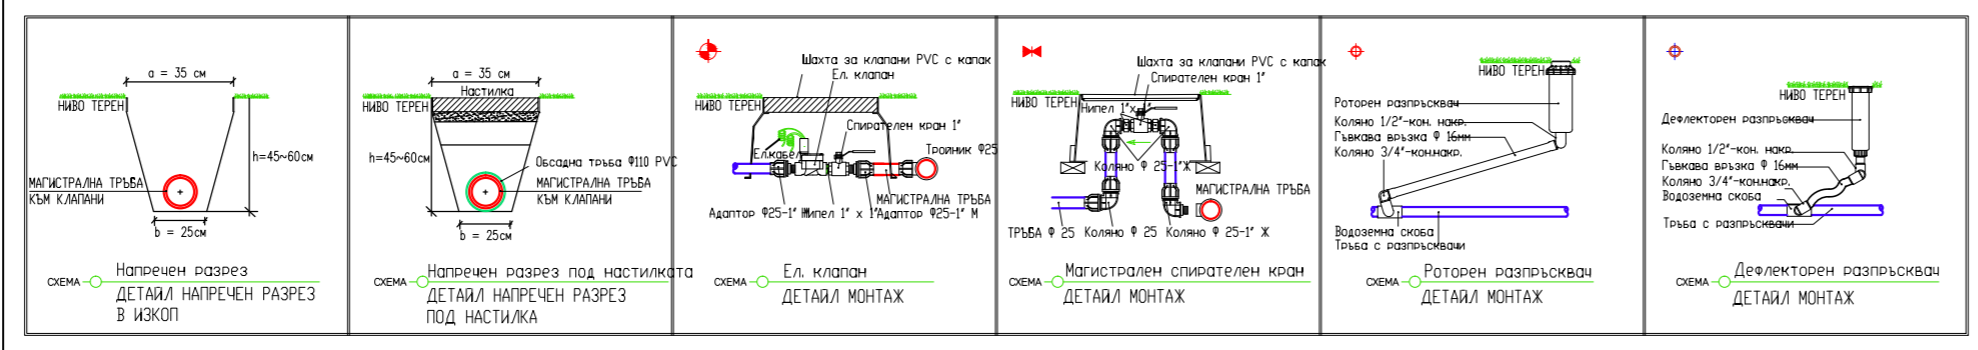 a = 35 см
НИВО ТЕРЕН
h=45~60см
МАГИСТРАЛНА ТРЪБА
КЪМ КЛАПАНИ
b = 25см
СХЕМА
Напречен разрез
ДЕТАЙЛ НАПРЕЧЕН РАЗРЕЗ
В ИЗКОП
a = 35 см
Настилка
НИВО ТЕРЕН
h=45~60см
Обсадна тръба Ф110 PVC
МАГИСТРАЛНА ТРЪБА
КЪМ КЛАПАНИ
b = 25см
СХЕМА
Напречен разрез под настилката
ДЕТАЙЛ НАПРЕЧЕН РАЗРЕЗ
ПОД НАСТИЛКА
Шахта за клапани PVC с капак
Ел. клапан
НИВО ТЕРЕН
Спирателен кран 1"
Ел.кабел
Тройник Ф25
МАГИСТРАЛНА ТРЪБА
Адаптор Ф25-1" М
Нипел 1" x 1"
Адаптор Ф25-1" М
СХЕМА
Ел. клапан
ДЕТАЙЛ МОНТАЖ
Шахта за клапани PVC с капак
Спирателен кран 1"
НИВО ТЕРЕН
Нипел 1"x 1"
Коляно Ф 25-1"Ж
МАГИСТРАЛНА ТРЪБА
ТРЪБА Ф 25
Коляно Ф 25
Коляно Ф 25-1" Ж
СХЕМА
Магистрален спирателен кран
ДЕТАЙЛ МОНТАЖ
НИВО ТЕРЕН
Роторен разпръсквач
Коляно 1/2"-кон. накр.
Гъвкава връзка Ф 16мм
Коляно 3/4"-кон.накр.
Водоземна скоба
Тръба с разпръсквачи
СХЕМА
Роторен разпръсквач
ДЕТАЙЛ МОНТАЖ
НИВО ТЕРЕН
Дефлекторен разпръсквач
Коляно 1/2"-кон. накр.
Гъвкава връзка Ф 16мм
Коляно 3/4"-кон.накр.
Водоземна скоба
Тръба с разпръсквачи
СХЕМА
Дефлекторен разпръсквач
ДЕТАЙЛ МОНТАЖ